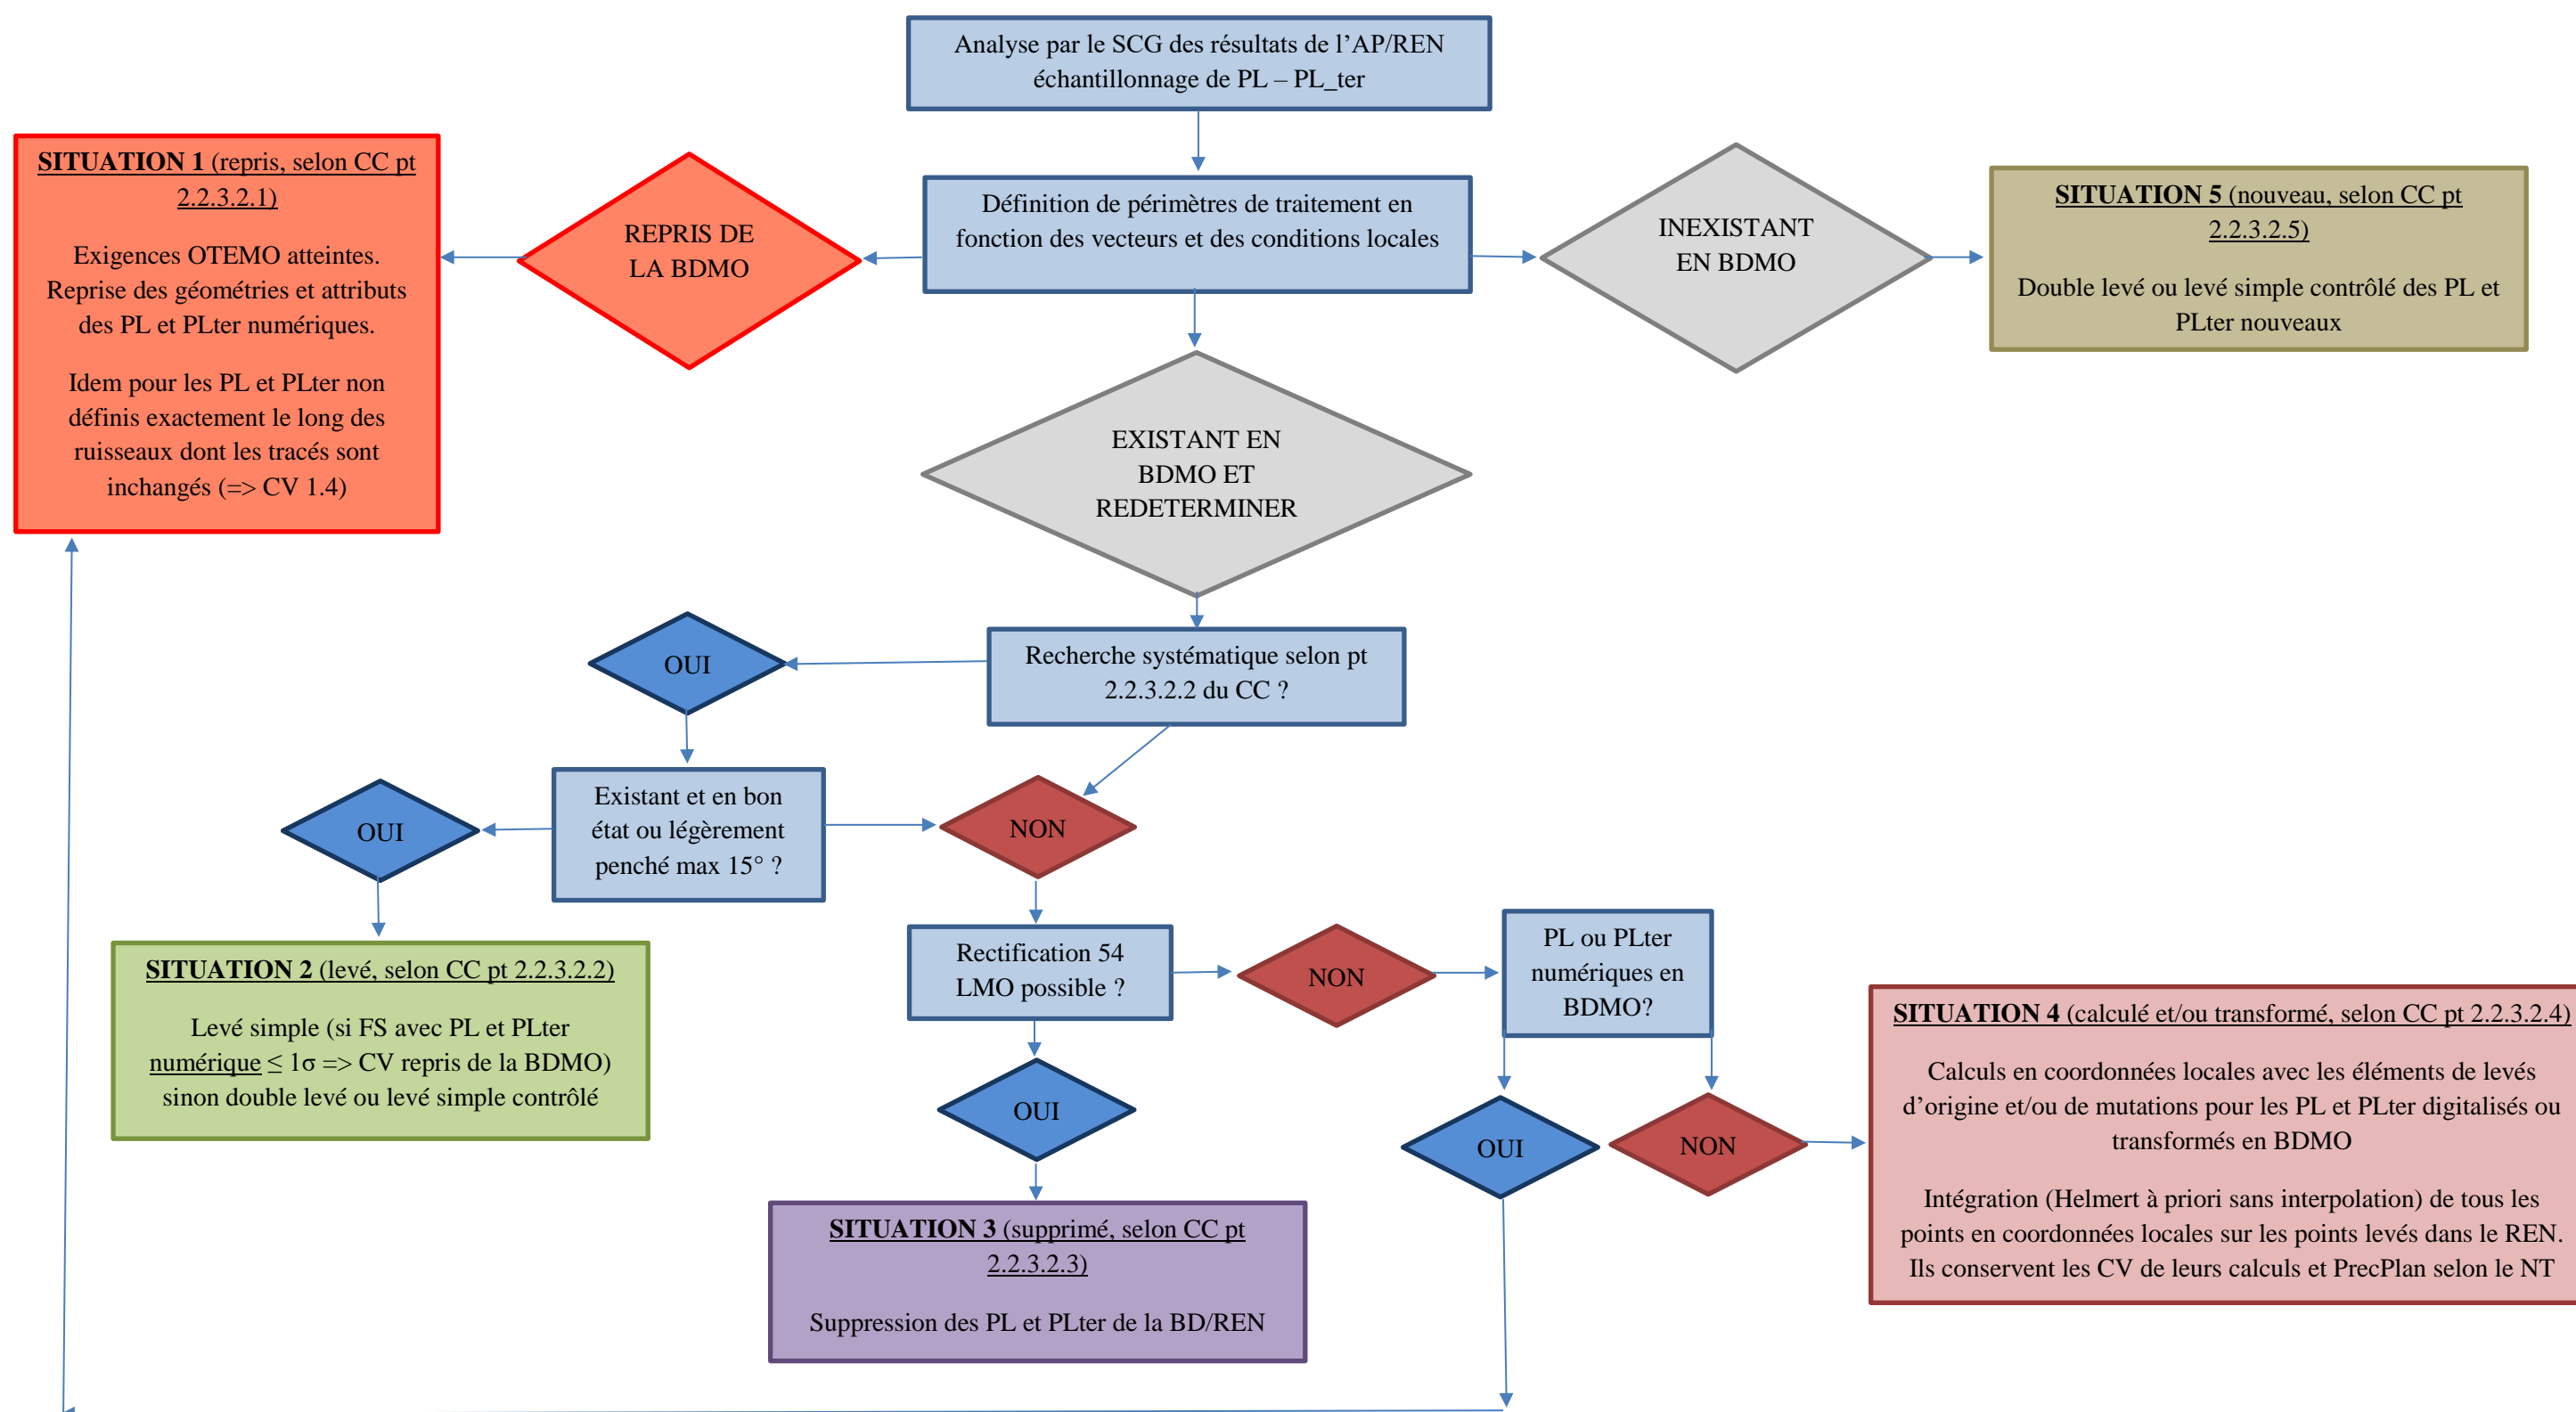 Analyse par le SCG des résultats de l'AP/REN
échantillonnage de PL – PL_ter
SITUATION 1 (repris, selon CC pt
2.2.3.2.1)
Exigences OTEMO atteintes.
Reprise des géométries et attributs
des PL et PLter numériques.
Idem pour les PL et PLter non
définis exactement le long des
ruisseaux dont les tracés sont
inchangés (=> CV 1.4)
REPRIS DE
LA BDMO
Définition de périmètres de traitement en
fonction des vecteurs et des conditions locales
INEXISTANT
EN BDMO
SITUATION 5 (nouveau, selon CC pt
2.2.3.2.5)
Double levé ou levé simple contrôlé des PL et
PLter nouveaux
EXISTANT EN
BDMO ET
REDETERMINER
OUI
Recherche systématique selon pt
2.2.3.2.2 du CC ?
OUI
Existant et en bon
état ou légèrement
penché max 15° ?
NON
SITUATION 2 (levé, selon CC pt 2.2.3.2.2)
Levé simple (si FS avec PL et PLter
numérique ≤ 1σ => CV repris de la BDMO)
sinon double levé ou levé simple contrôlé
Rectification 54
LMO possible ?
NON
PL ou PLter
numériques en
BDMO?
OUI
OUI
NON
SITUATION 4 (calculé et/ou transformé, selon CC pt 2.2.3.2.4)
Calculs en coordonnées locales avec les éléments de levés
d'origine et/ou de mutations pour les PL et PLter digitalisés ou
transformés en BDMO
Intégration (Helmert à priori sans interpolation) de tous les
points en coordonnées locales sur les points levés dans le REN.
Ils conservent les CV de leurs calculs et PrecPlan selon le NT
SITUATION 3 (supprimé, selon CC pt
2.2.3.2.3)
Suppression des PL et PLter de la BD/REN